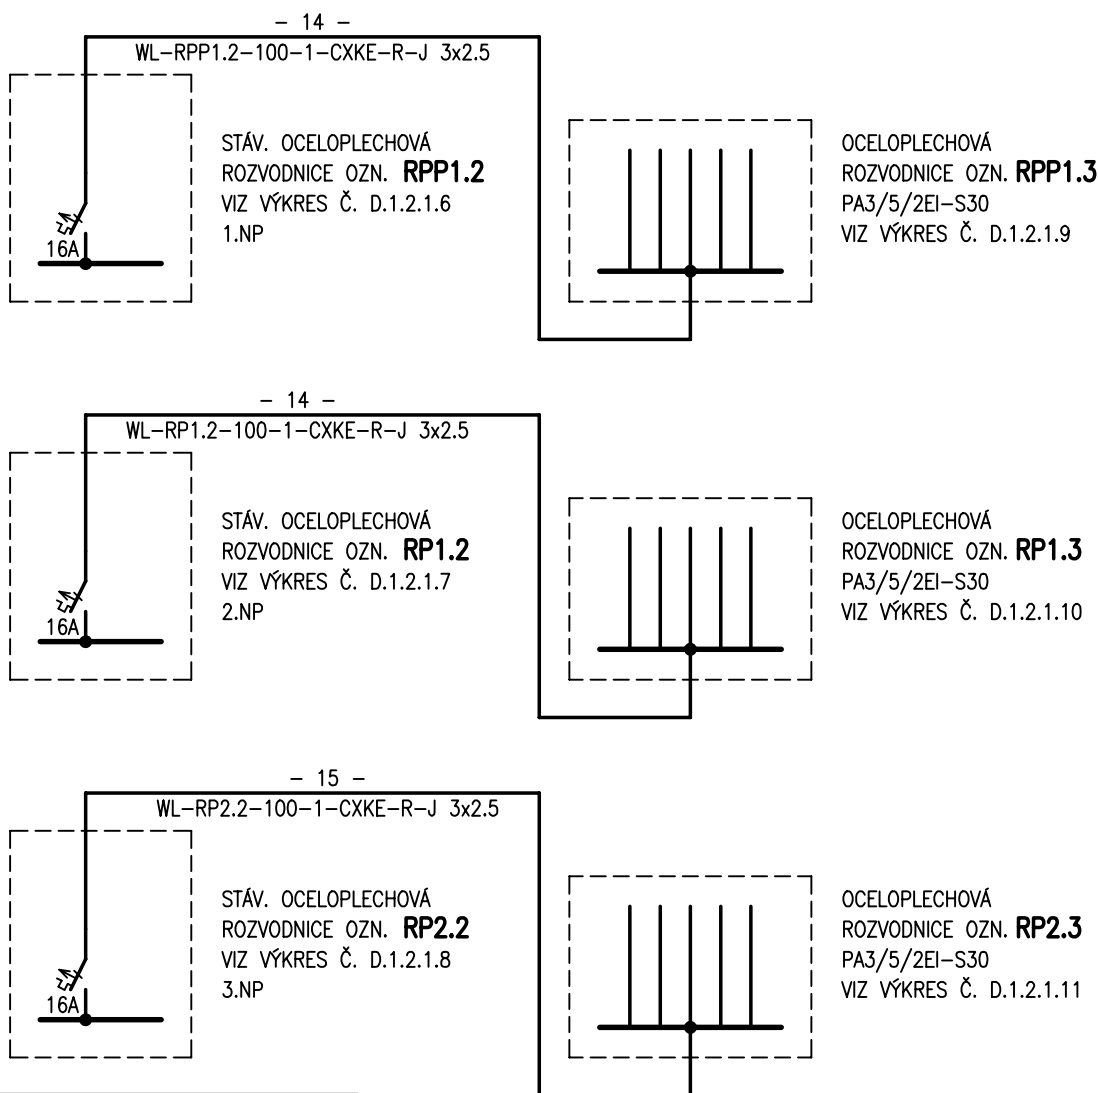 - 14 -
WL-RPP1.2-100-1-CXKE-R-J 3x2.5
STÁV. OCELOPLECHOVÁ
ROZVODNICE OZN. RPP1.2
VIZ VÝKRES Č. D.1.2.1.6
1.NP
16A
OCELOPLECHOVÁ
ROZVODNICE OZN. RPP1.3
PA3/5/2EI-S30
VIZ VÝKRES Č. D.1.2.1.9
- 14 -
WL-RP1.2-100-1-CXKE-R-J 3x2.5
STÁV. OCELOPLECHOVÁ
ROZVODNICE OZN. RP1.2
VIZ VÝKRES Č. D.1.2.1.7
2.NP
16A
OCELOPLECHOVÁ
ROZVODNICE OZN. RP1.3
PA3/5/2EI-S30
VIZ VÝKRES Č. D.1.2.1.10
- 15 -
WL-RP2.2-100-1-CXKE-R-J 3x2.5
STÁV. OCELOPLECHOVÁ
ROZVODNICE OZN. RP2.2
VIZ VÝKRES Č. D.1.2.1.8
3.NP
16A
OCELOPLECHOVÁ
ROZVODNICE OZN. RP2.3
PA3/5/2EI-S30
VIZ VÝKRES Č. D.1.2.1.11